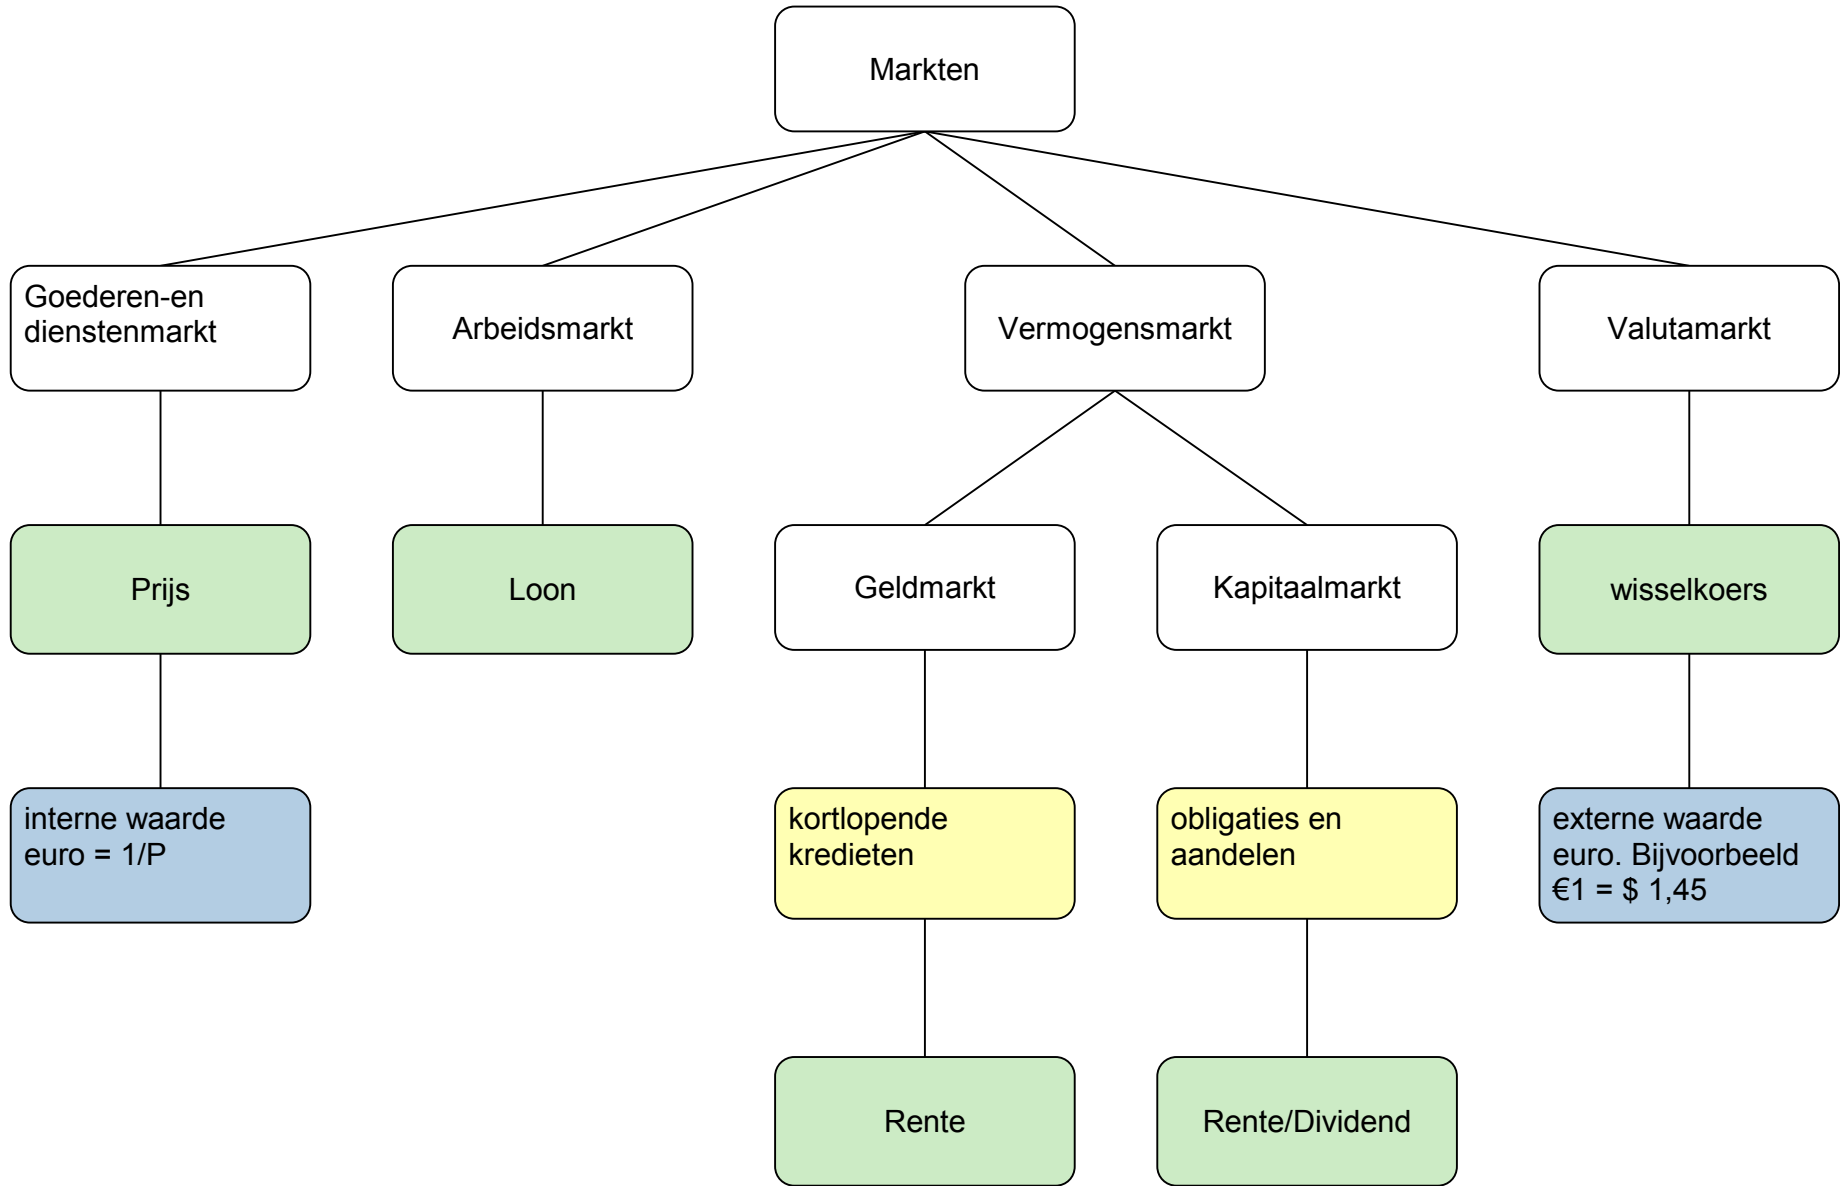 Markten
Goederen-en
dienstenmarkt
Arbeidsmarkt
Vermogensmarkt
Valutamarkt
Prijs
Loon
Geldmarkt
Kapitaalmarkt
wisselkoers
interne waarde
euro = 1/P
kortlopende
kredieten
obligaties en
aandelen
externe waarde
euro. Bijvoorbeeld
€1 = $ 1,45
Rente
Rente/Dividend